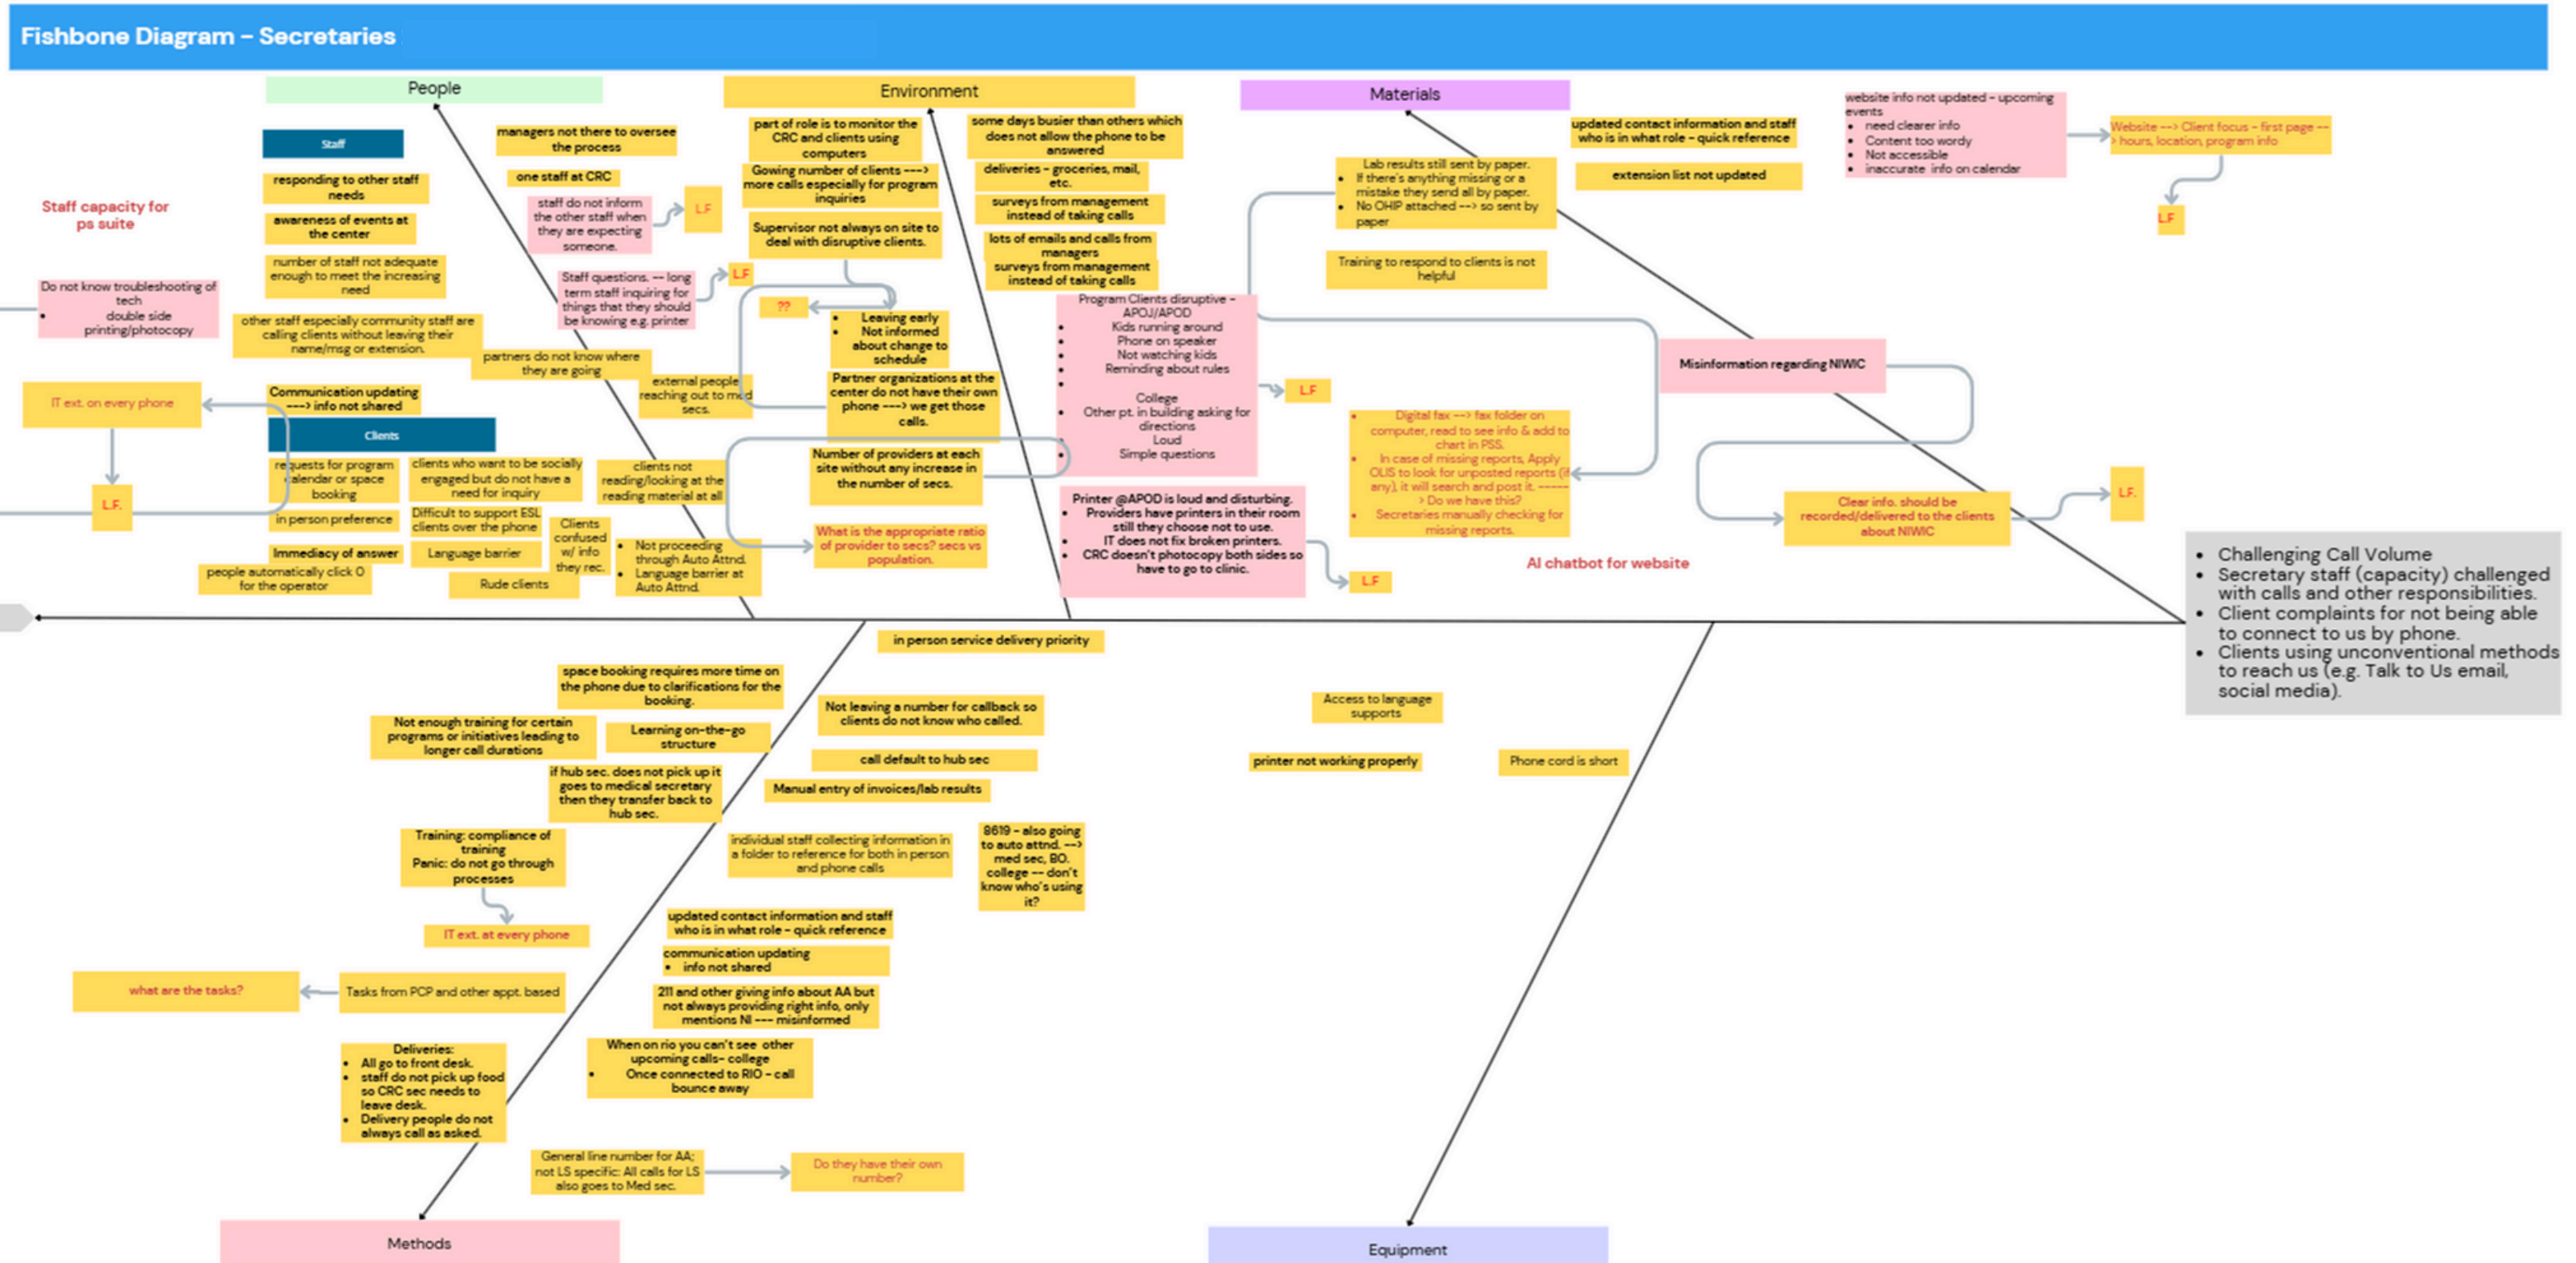 Fishbone Diagram - Secretaries
People
Environment
Materials
Staff capacity for
ps suite
Do not know troubleshooting of
tech
• double side
printing/photocopy
IT ext. on every phone
L.F.
Staff
responding to other staff
needs
awareness of events at
the center
number of staff not adequate
enough to meet the increasing
need
other staff especially community staff are
calling clients without leaving their
name/msg or extension.
Communication updating
---> info not shared
managers not there to oversee
the process
one staff at CRC
staff do not inform
the other staff when
they are expecting
someone.
L.F
Staff questions. -- long
term staff inquiring for
things that they should
be knowing e.g. printer
L.F
partners do not know where
they are going
external people
reaching out to med
secs.
Clients
requests for program
calendar or space
booking
clients who want to be socially
engaged but do not have a
need for inquiry
clients not
reading/looking at the
reading material at all
in person preference
Difficult to support ESL
clients over the phone
Clients
confused
w/ info
they rec.
Immediacy of answer
Language barrier
people automatically click 0
for the operator
Rude clients
• Not proceeding
through Auto Attnd.
• Language barrier at
Auto Attnd.
part of role is to monitor the
CRC and clients using
computers
Gowing number of clients --->
more calls especially for program
inquiries
Supervisor not always on site to
deal with disruptive clients.
??
• Leaving early
• Not informed
about change to
schedule
Partner organizations at the
center do not have their own
phone ---> we get those
calls.
Number of providers at each
site without any increase in
the number of secs.
What is the appropriate ratio
of provider to secs? secs vs
population.
some days busier than others which
does not allow the phone to be
answered
deliveries - groceries, mail,
etc.
surveys from management
instead of taking calls
lots of emails and calls from
managers
surveys from management
instead of taking calls
Program Clients disruptive -
APOJ/APOD
• Kids running around
• Phone on speaker
• Not watching kids
• Reminding about rules
•
College
• Other pt. in building asking for
directions
• Loud
• Simple questions
L.F
Printer @APOD is loud and disturbing.
• Providers have printers in their room
still they choose not to use.
• IT does not fix broken printers.
• CRC doesn't photocopy both sides so
have to go to clinic.
L.F
Lab results still sent by paper.
• If there's anything missing or a
mistake they send all by paper.
• No OHIP attached --> so sent by
paper
Training to respond to clients is not
helpful
updated contact information and staff
who is in what role - quick reference
extension list not updated
• Digital fax --> fax folder on
computer, read to see info & add to
chart in PSS.
• In case of missing reports, Apply
OLIS to look for unposted reports (if
any), it will search and post it. ------
> Do we have this?
• Secretaries manually checking for
missing reports.
AI chatbot for website
website info not updated - upcoming
events
• need clearer info
• Content too wordy
• Not accessible
• inaccurate info on calendar
Website --> Client focus - first page --
> hours, location, program info
L.F
Misinformation regarding NIWIC
Clear info. should be
recorded/delivered to the clients
about NIWIC
L.F.
• Challenging Call Volume
• Secretary staff (capacity) challenged
with calls and other responsibilities.
• Client complaints for not being able
to connect to us by phone.
• Clients using unconventional methods
to reach us (e.g. Talk to Us email,
social media).
in person service delivery priority
space booking requires more time on
the phone due to clarifications for the
booking.
Not enough training for certain
programs or initiatives leading to
longer call durations
Learning on-the-go
structure
if hub sec. does not pick up it
goes to medical secretary
then they transfer back to
hub sec.
Training: compliance of
training
Panic: do not go through
processes
IT ext. at every phone
what are the tasks?
Tasks from PCP and other appt. based
Deliveries:
• All go to front desk.
• staff do not pick up food
so CRC sec needs to
leave desk.
• Delivery people do not
always call as asked.
Not leaving a number for callback so
clients do not know who called.
call default to hub sec
Manual entry of invoices/lab results
individual staff collecting information in
a folder to reference for both in person
and phone calls
8619 - also going
to auto attnd. -->
med sec, BO.
college -- don't
know who's using
it?
updated contact information and staff
who is in what role - quick reference
communication updating
• info not shared
211 and other giving info about AA but
not always providing right info, only
mentions NI --- misinformed
When on rio you can't see other
upcoming calls- college
• Once connected to RIO - call
bounce away
General line number for AA;
not LS specific: All calls for LS
also goes to Med sec.
Do they have their own
number?
Access to language
supports
printer not working properly
Phone cord is short
Methods
Equipment